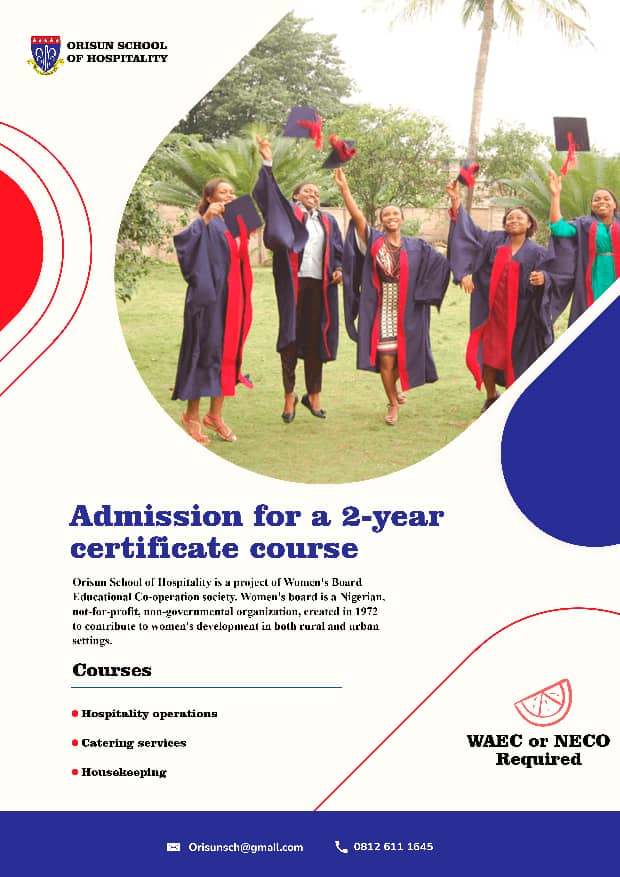 ORISUN SCHOOL
OF HOSPITALITY
Admission for a 2-year
certificate course
Orisun School of Hospitality is a project of Women's Board
Educational Co-operation society. Women's board is a Nigerian,
not-for-profit, non-governmental organization, created in 1972
to contribute to women's development in both rural and urban
settings.
Courses
Hospitality operations
Catering services
Housekeeping
WAEC or NECO
Required
Orisunsch@gmail.com
0812 611 1645